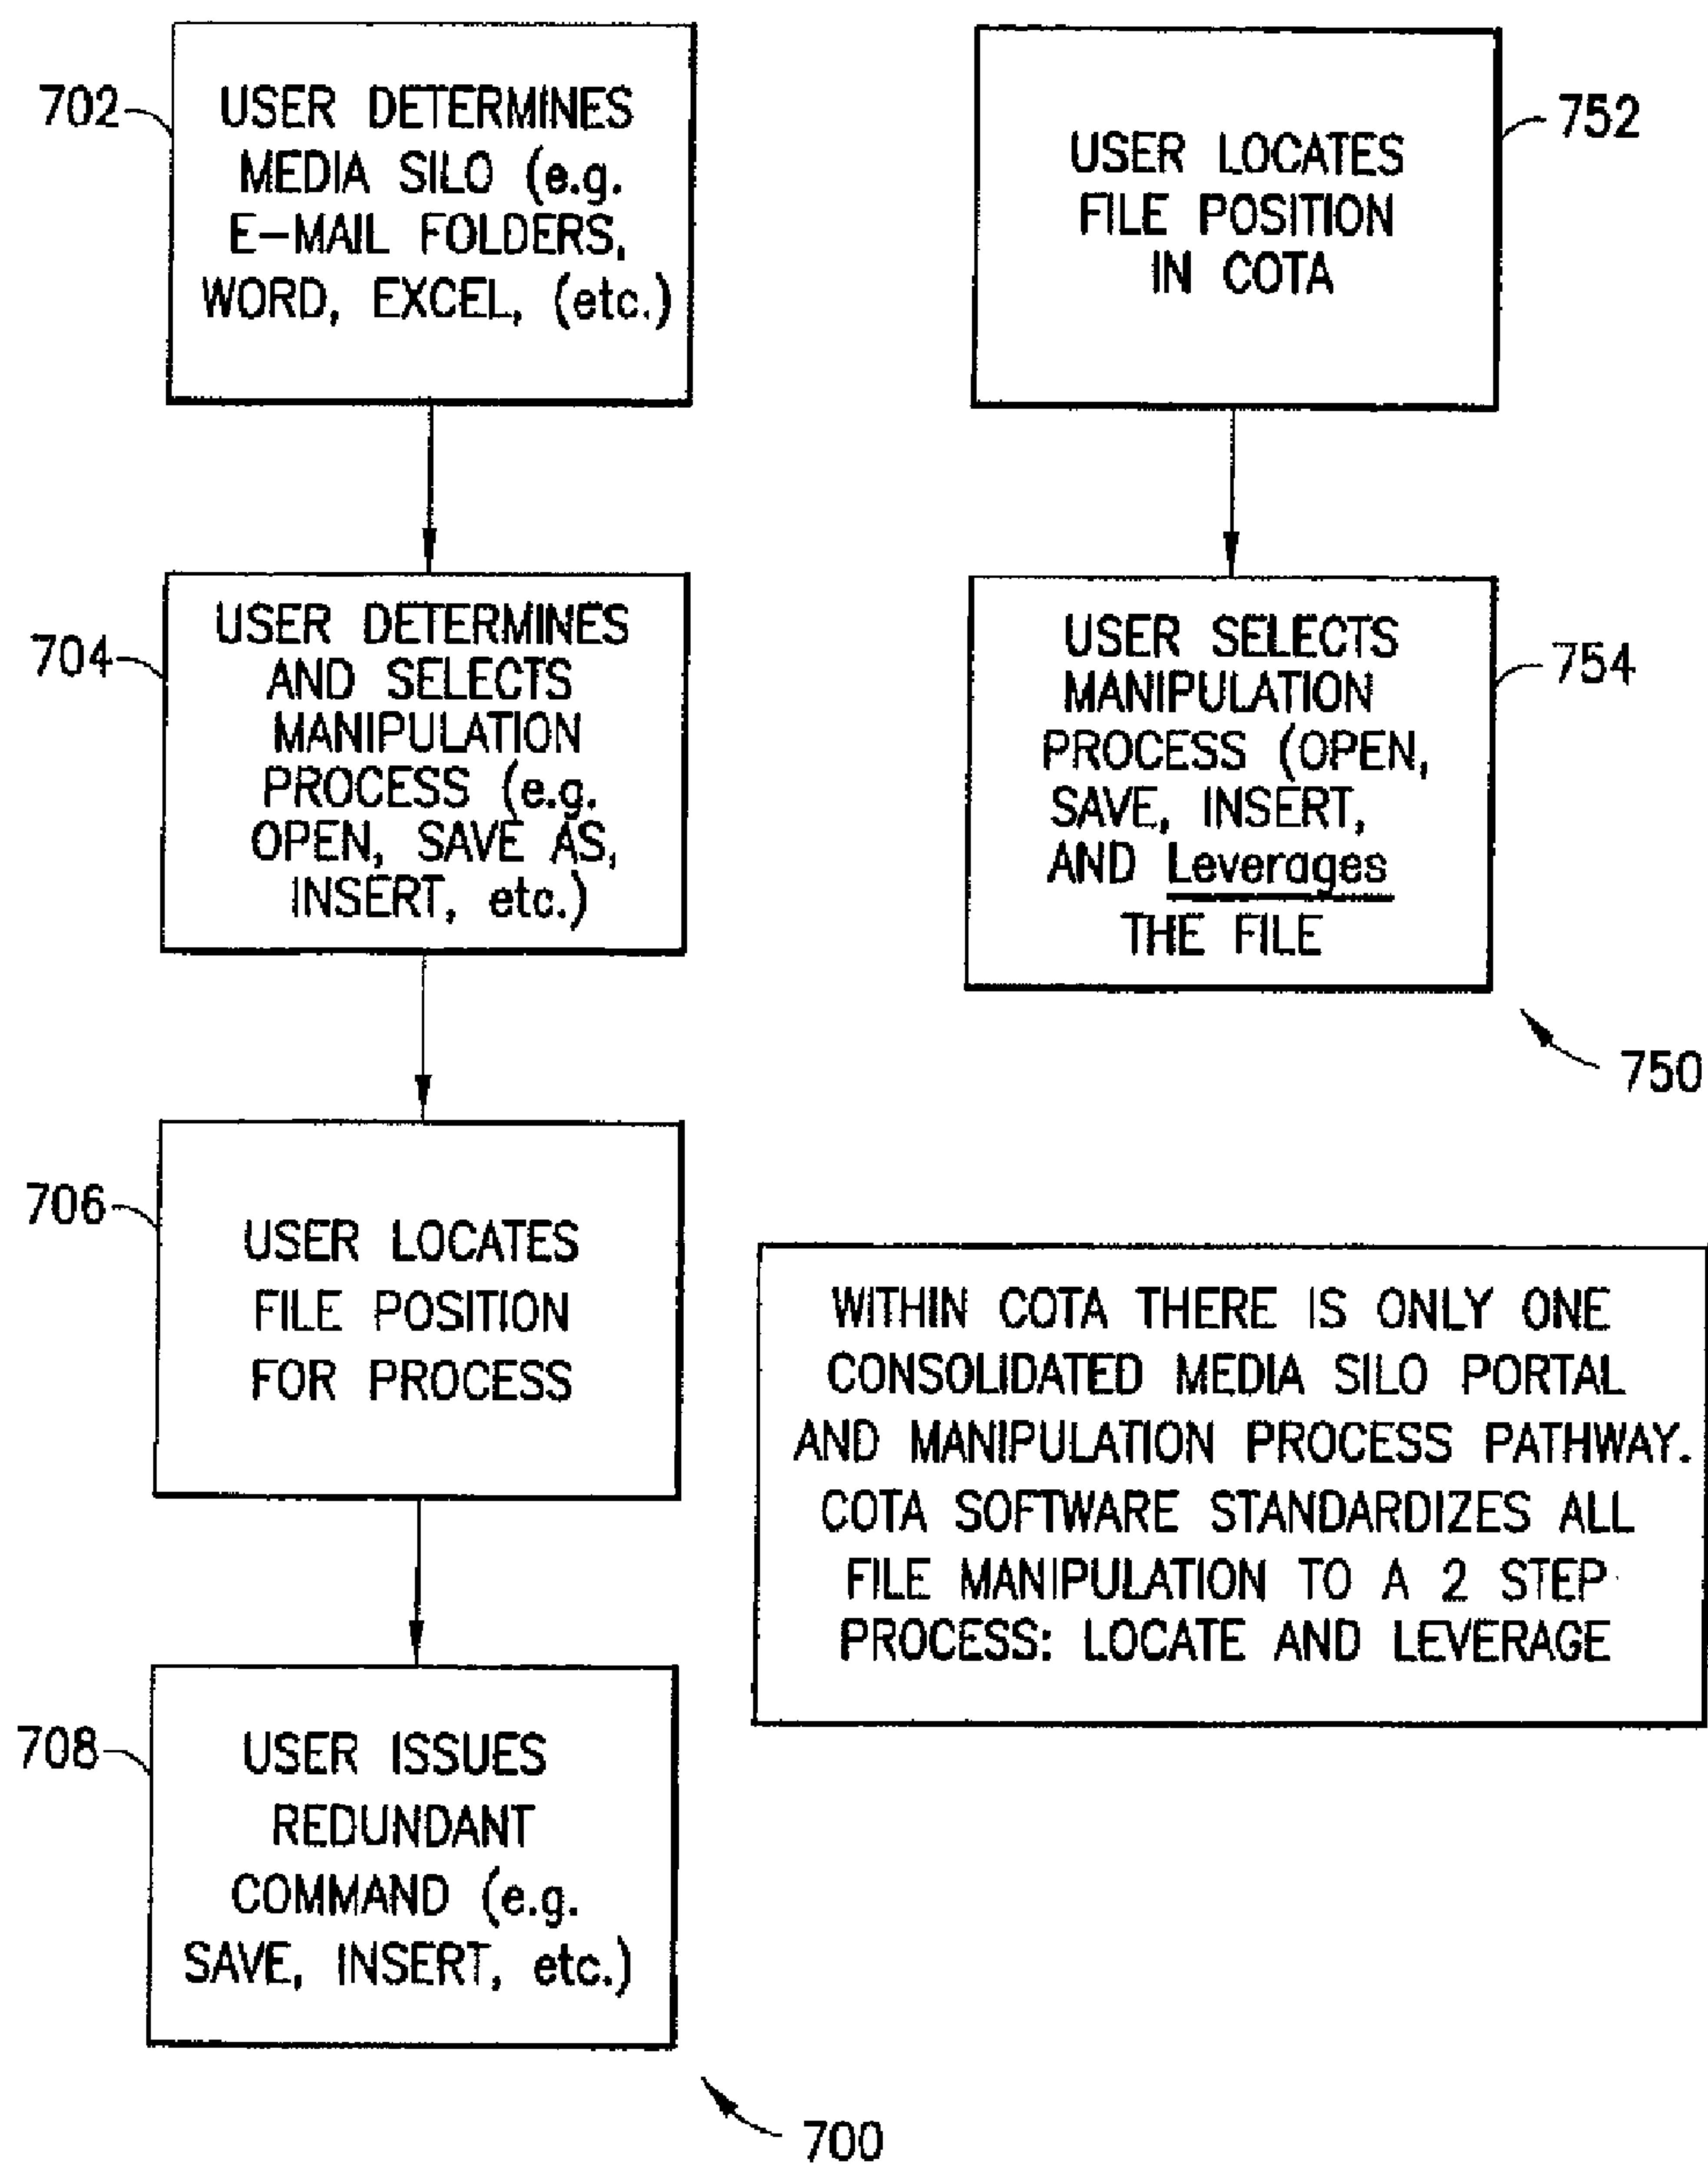 702
USER DETERMINES
MEDIA SILO (e.g.
E-MAIL FOLDERS,
WORD, EXCEL, (etc.)
704
USER DETERMINES
AND SELECTS
MANIPULATION
PROCESS (e.g.
OPEN, SAVE AS,
INSERT, etc.)
706
USER LOCATES
FILE POSITION
FOR PROCESS
708
USER ISSUES
REDUNDANT
COMMAND (e.g.
SAVE, INSERT, etc.)
700
752
USER LOCATES
FILE POSITION
IN COTA
754
USER SELECTS
MANIPULATION
PROCESS (OPEN,
SAVE, INSERT,
AND Leverages
THE FILE
750
WITHIN COTA THERE IS ONLY ONE
CONSOLIDATED MEDIA SILO PORTAL
AND MANIPULATION PROCESS PATHWAY.
COTA SOFTWARE STANDARDIZES ALL
FILE MANIPULATION TO A 2 STEP
PROCESS: LOCATE AND LEVERAGE